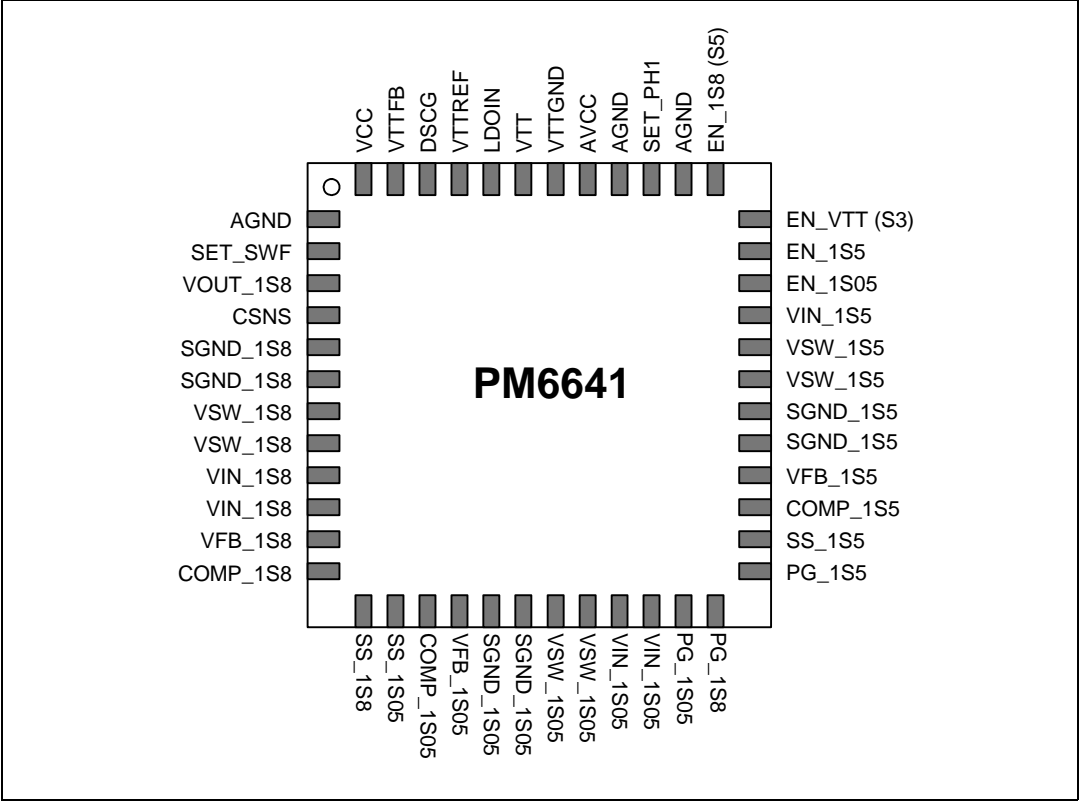 VCC
VTTFB
DSCG
VTTREF
LDOIN
VTT
VTTGND
AVCC
AGND
SET_PH1
AGND
EN_1S8 (S5)
AGND
SET_SWF
VOUT_1S8
CSNS
SGND_1S8
SGND_1S8
VSW_1S8
VSW_1S8
VIN_1S8
VIN_1S8
VFB_1S8
COMP_1S8
PM6641
EN_VTT (S3)
EN_1S5
EN_1S05
VIN_1S5
VSW_1S5
VSW_1S5
SGND_1S5
SGND_1S5
VFB_1S5
COMP_1S5
SS_1S5
PG_1S5
SS_1S8
SS_1S05
COMP_1S05
VFB_1S05
SGND_1S05
SGND_1S05
VSW_1S05
VSW_1S05
VIN_1S05
VIN_1S05
PG_1S05
PG_1S8